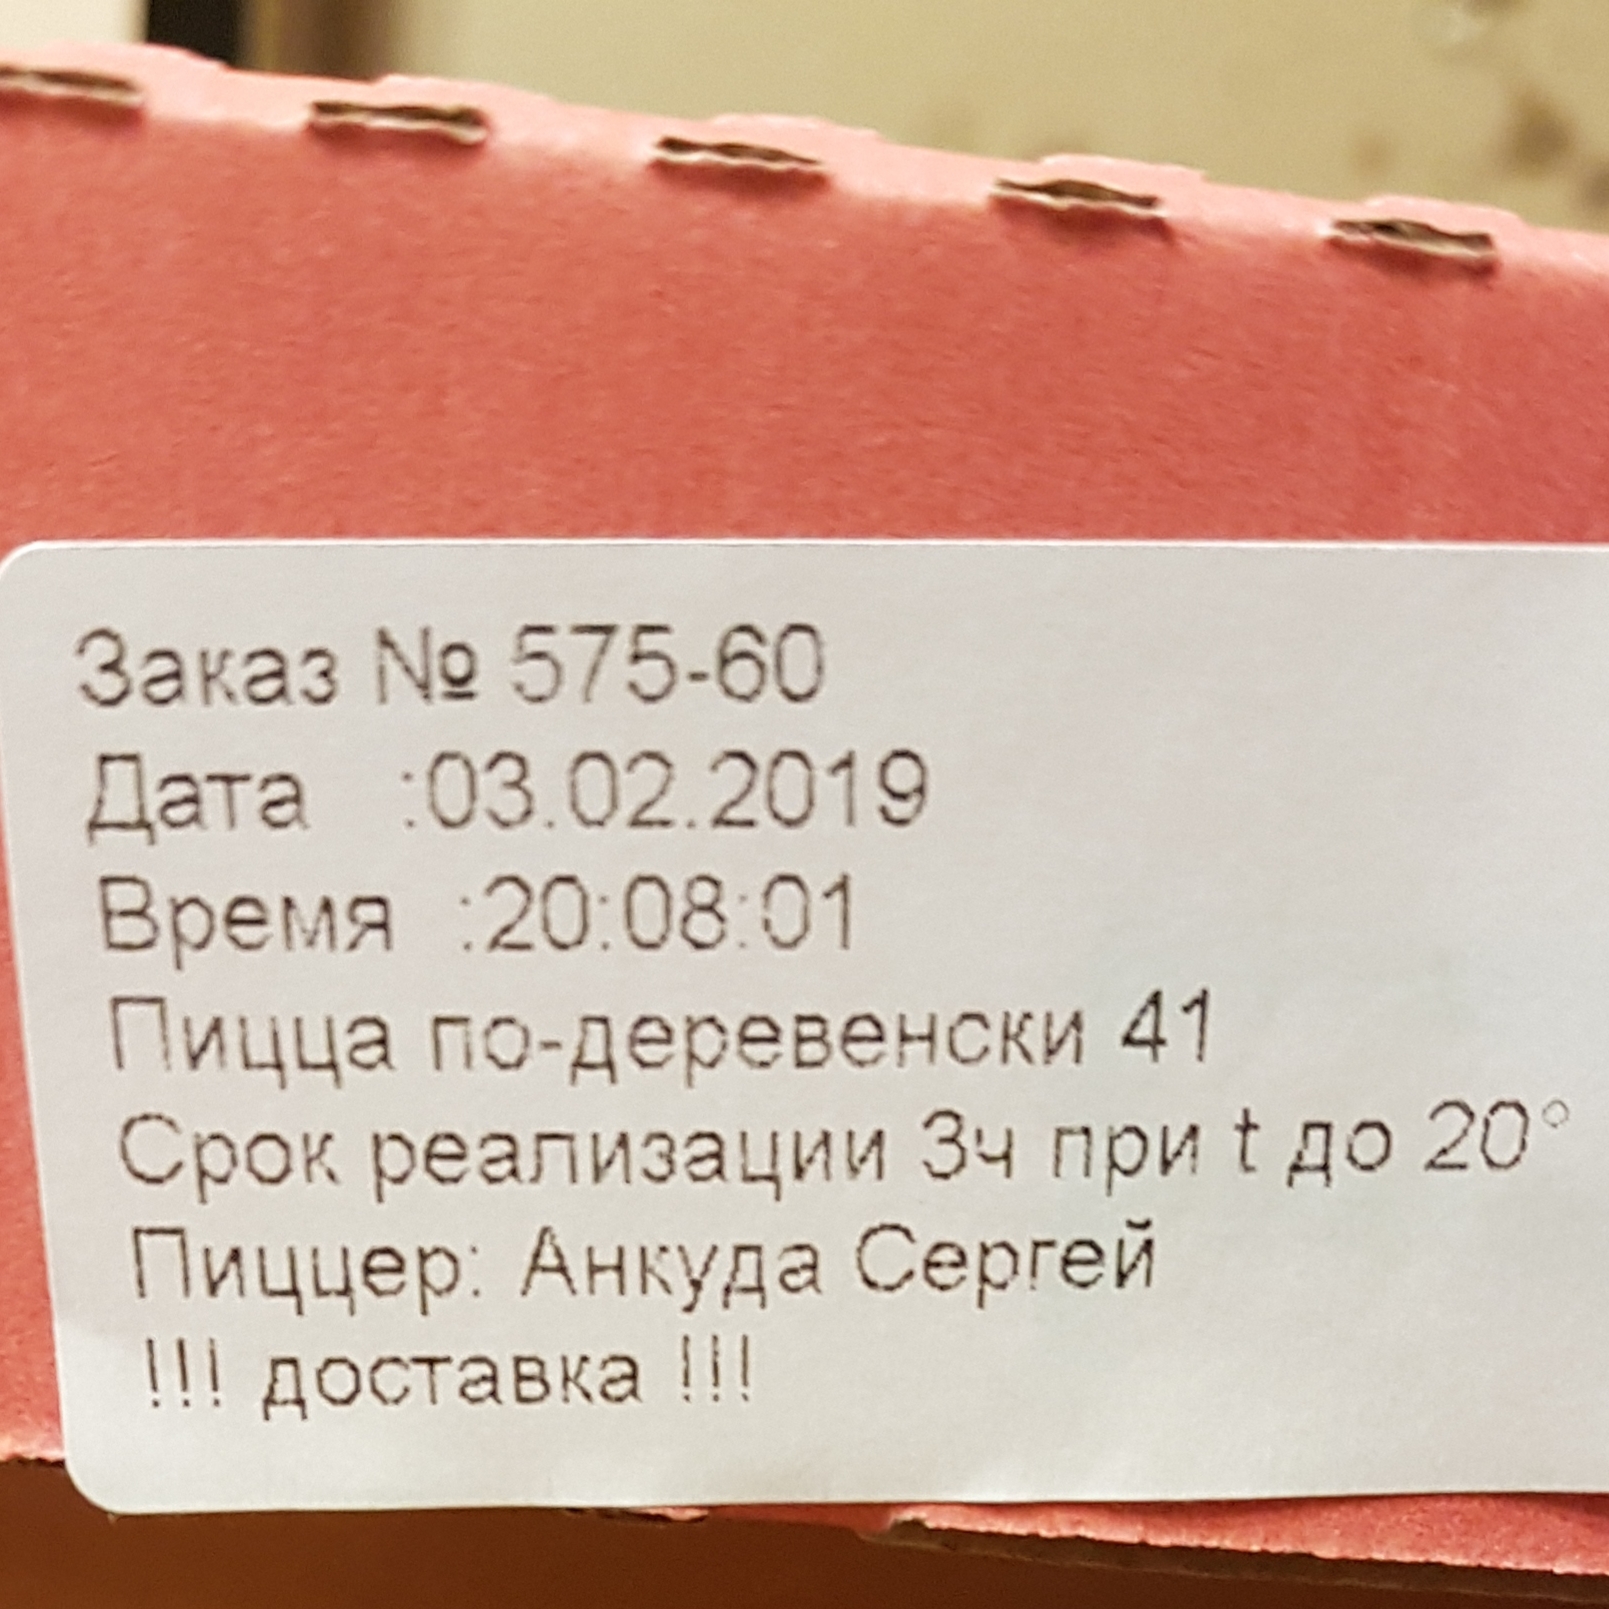 Заказ № 575-60
Дата :03.02.2019
Время :20:08:01
Пицца по-деревенски 41
Срок реализации 3ч при t до 20°
Пиццер: Анкуда Сергей
!!! доставка !!!